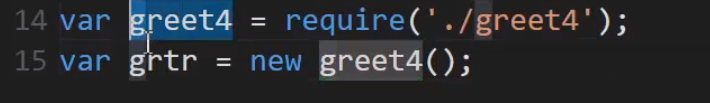 14 var greet4 = require('./greet4');
15 var grtr = new greet4();